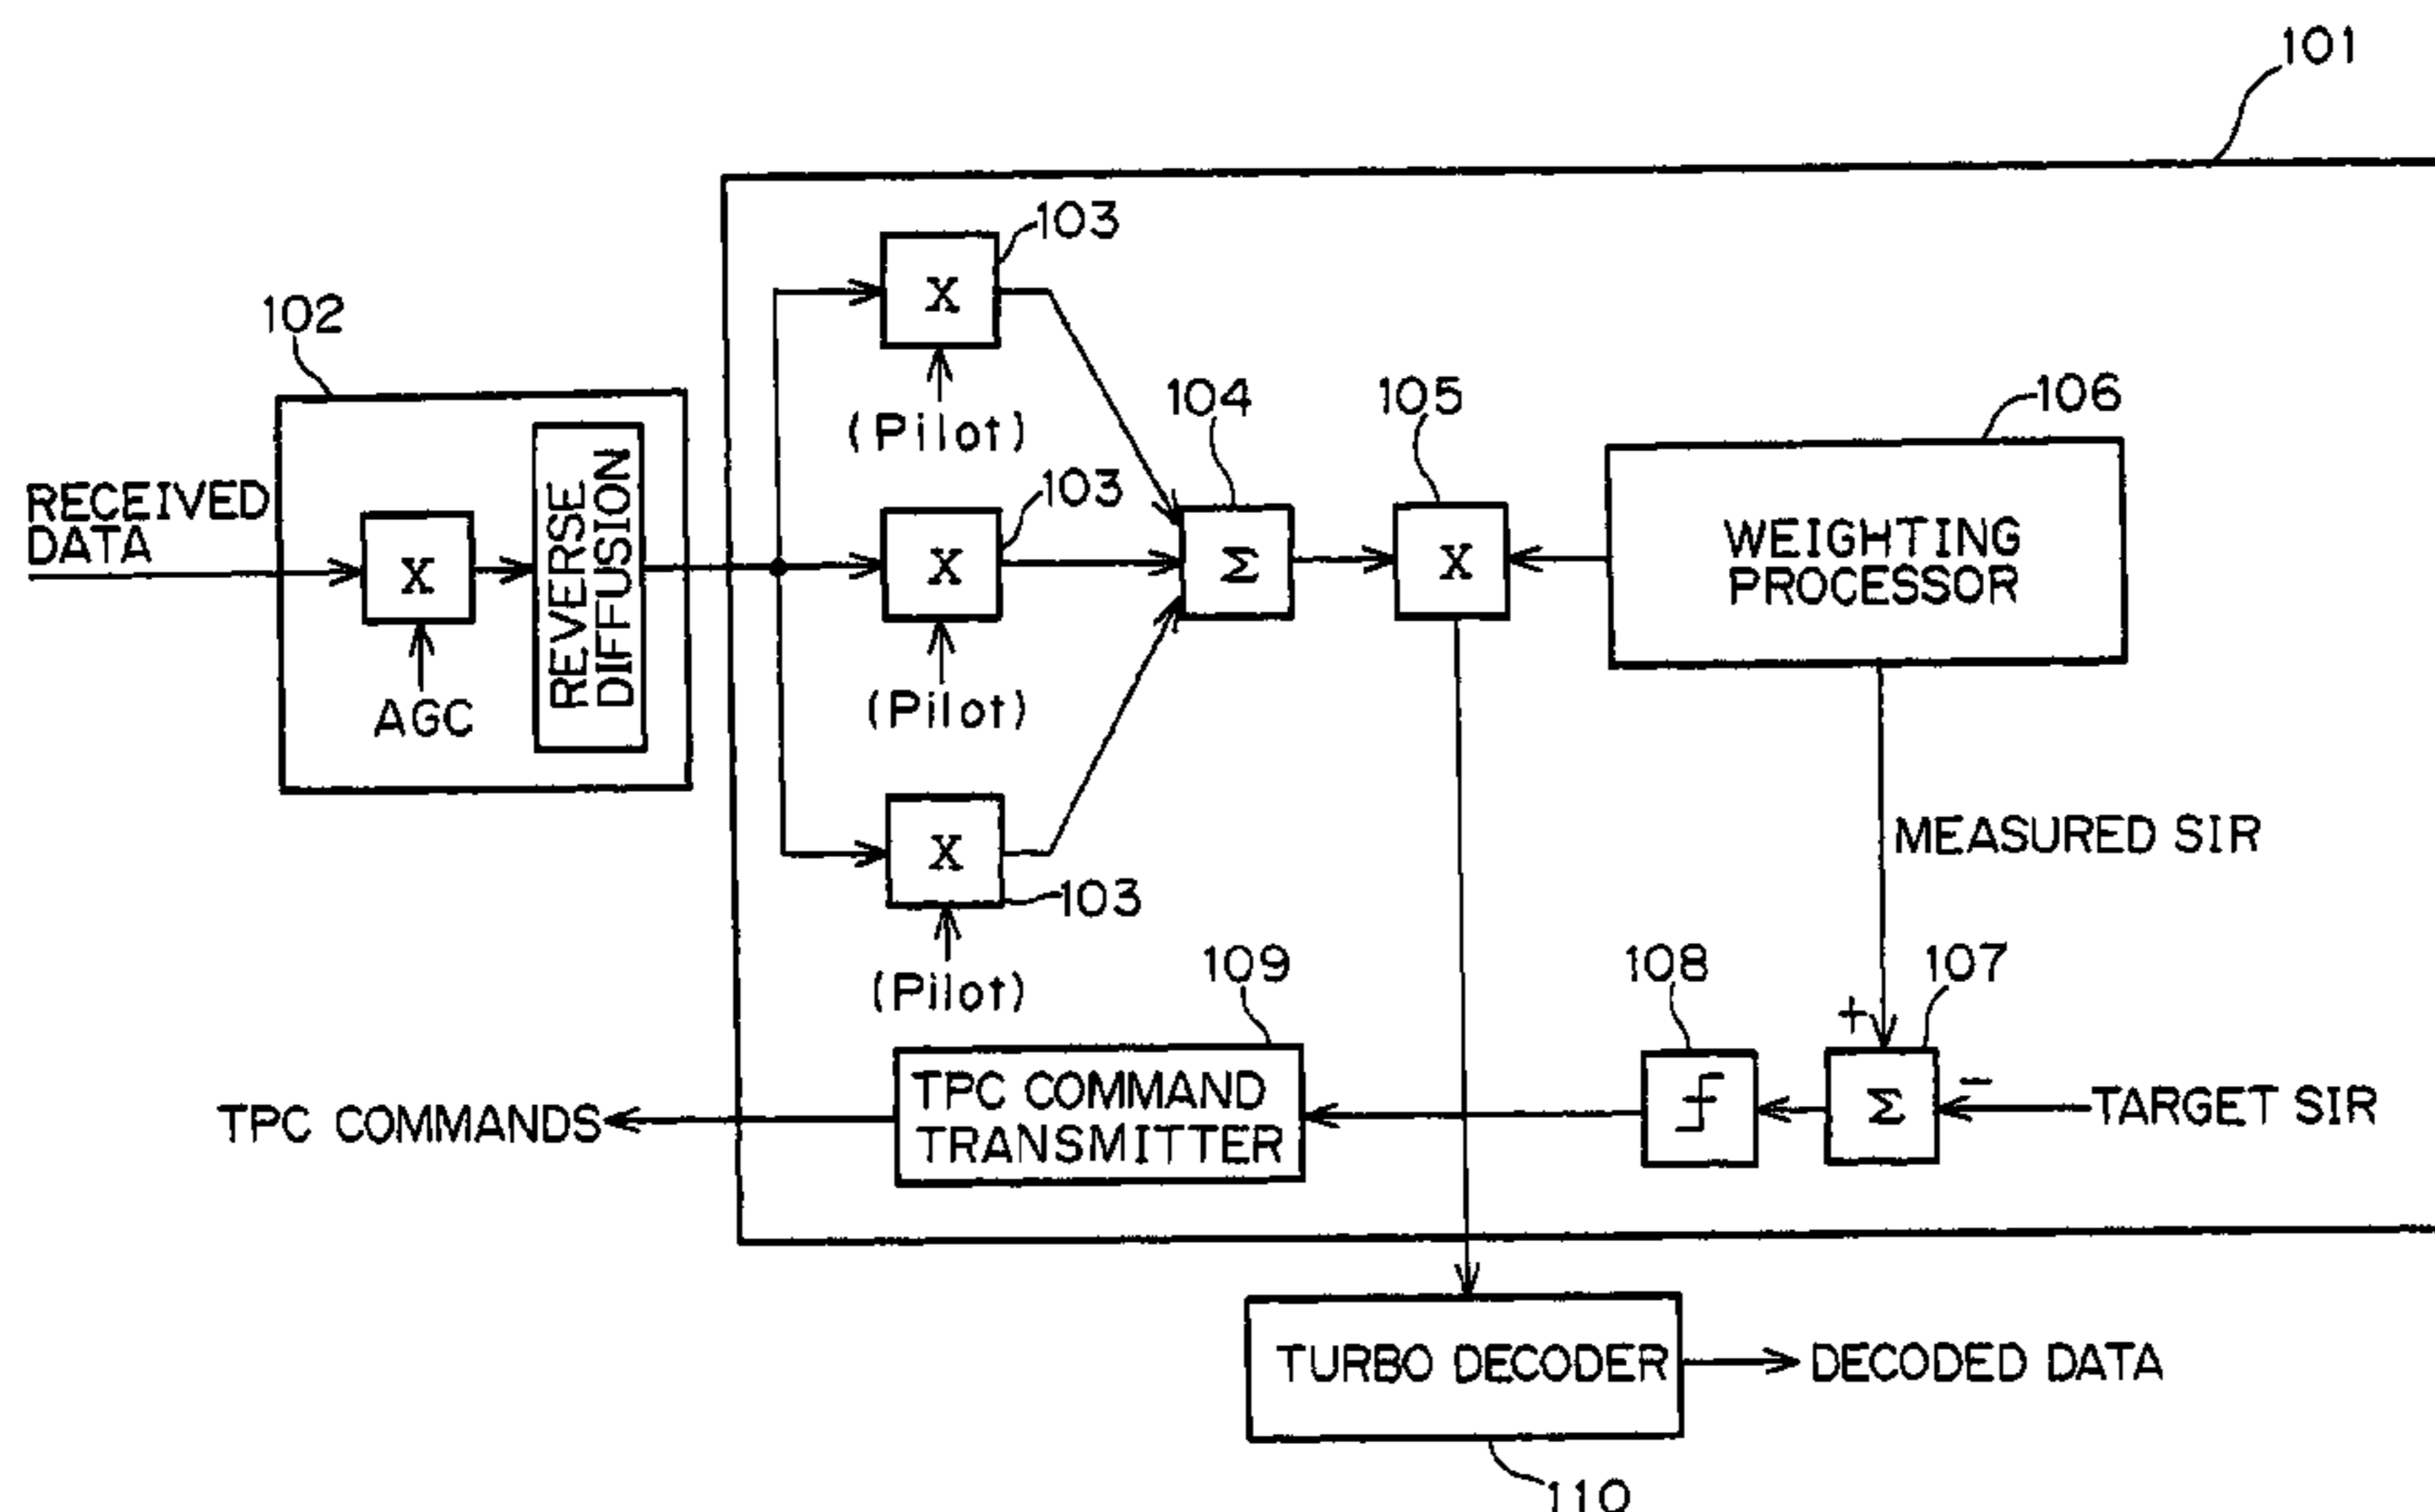 101
103
X
(Pilot)
102
RECEIVED
DATA
X
AGC
REVERSE
DIFFUSION
103
X
(Pilot)
104
Σ
105
X
106
WEIGHTING
PROCESSOR
X
103
(Pilot)
MEASURED SIR
109
TPC COMMAND
TRANSMITTER
TPC COMMANDS
108
107
+
Σ
−
TARGET SIR
TURBO DECODER
DECODED DATA
110